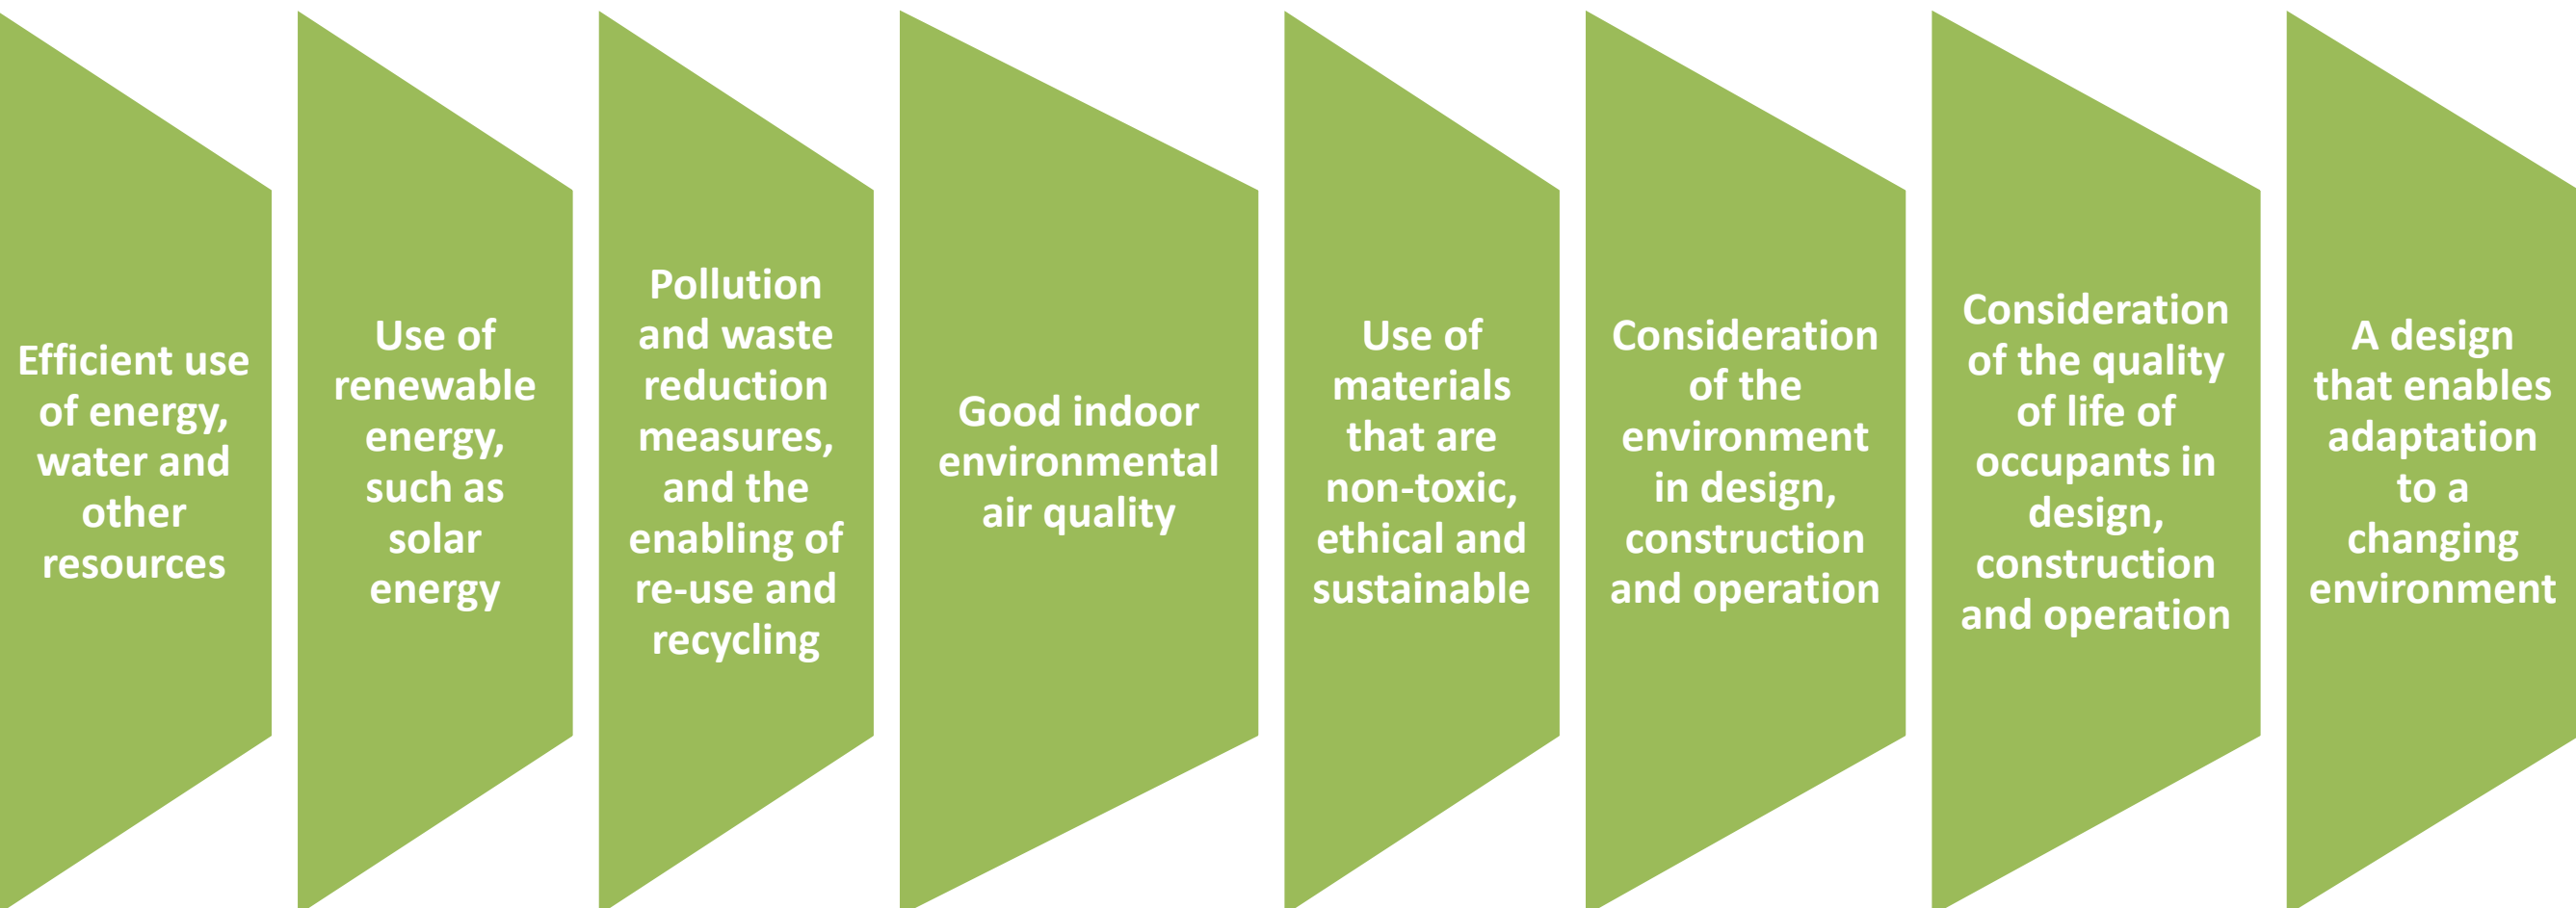 Efficient use
of energy,
water and
other
resources
Use of
renewable
energy,
such as
solar
energy
Pollution
and waste
reduction
measures,
and the
enabling of
re-use and
recycling
Good indoor
environmental
air quality
Use of
materials
that are
non-toxic,
ethical and
sustainable
Consideration
of the
environment
in design,
construction
and operation
Consideration
of the quality
of life of
occupants in
design,
construction
and operation
A design
that enables
adaptation
to a
changing
environment